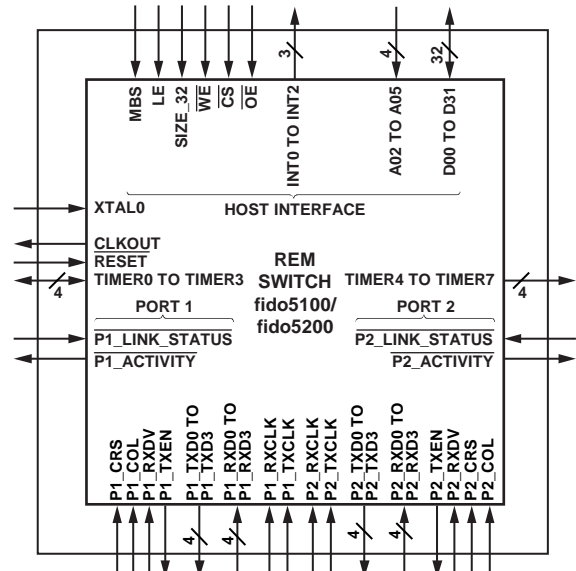 3
4
32
MBS
LE
SIZE_32
WE
CS
OE
INT0 TO INT2
A02 TO A05
D00 TO D31
HOST INTERFACE
XTAL0
CLKOUT
RESET
TIMER0 TO TIMER3
4
REM
SWITCH
fido5100/
fido5200
TIMER4 TO TIMER7
4
PORT 1
P1_LINK_STATUS
P1_ACTIVITY
PORT 2
P2_LINK_STATUS
P2_ACTIVITY
P1_CRS
P1_COL
P1_RXDV
P1_TXEN
P1_TXD0 TO
P1_TXD3
P1_RXD0 TO
P1_RXD3
P1_RXCLK
P1_TXCLK
P2_RXCLK
P2_TXCLK
P2_TXD0 TO
P2_TXD3
P2_RXD0 TO
P2_RXD3
P2_TXEN
P2_RXDV
P2_CRS
P2_COL
4
4
4
4